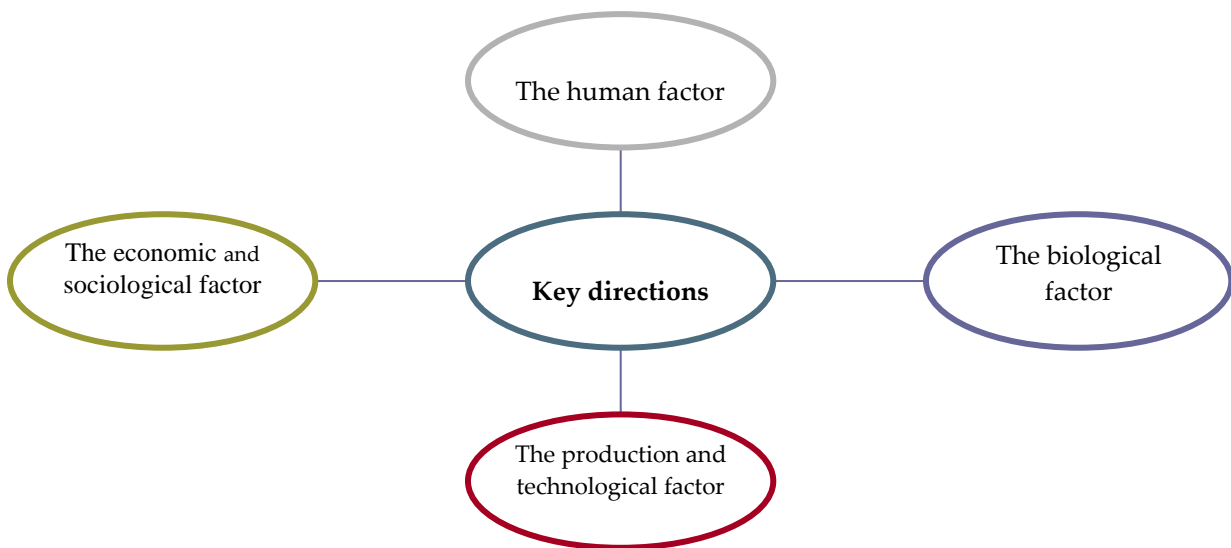 The human factor
The economic and
sociological factor
Key directions
The biological
factor
The production and
technological factor